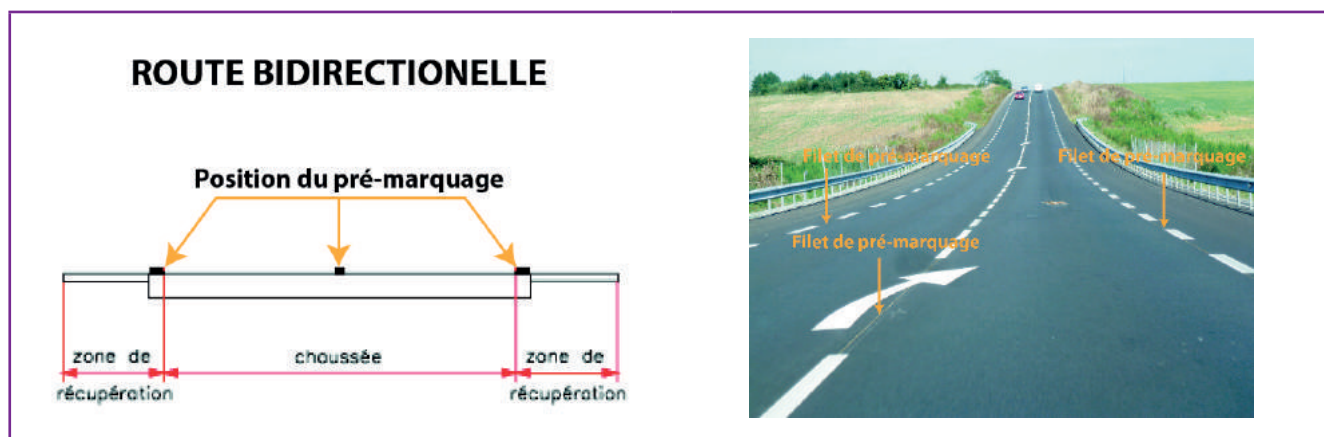 ROUTE BIDIRECTIONELLE
Position du pré-marquage
zone de
récupération
chaussée
zone de
récupération
Filet de pré-marquage
Filet de pré-marquage
Filet de pré-marquage